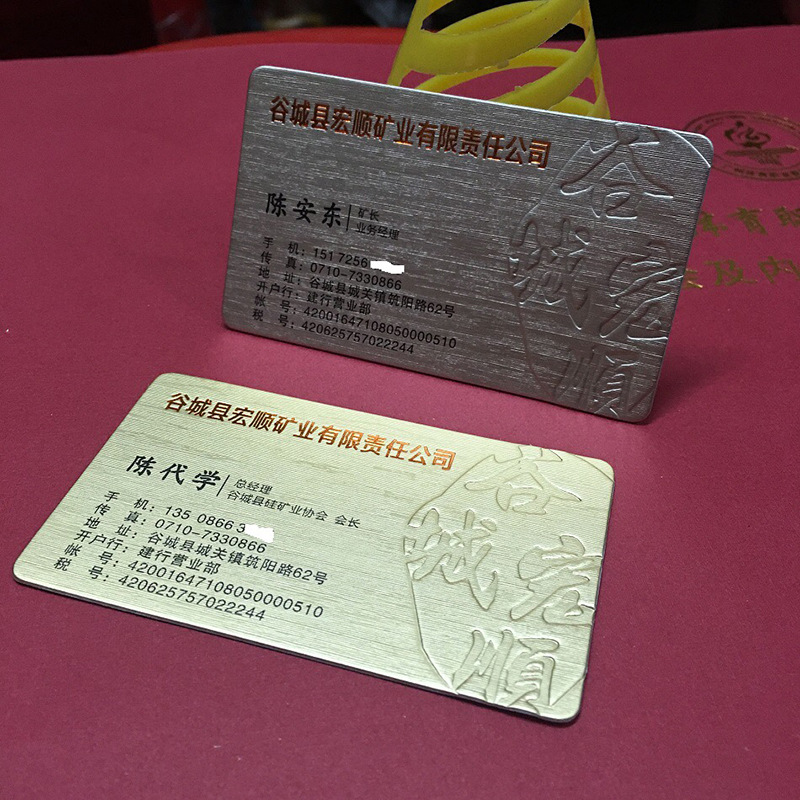 谷城县宏顺矿业有限责任公司
陈安东
矿长
业务经理
手 机：151 7256
传 真：0710-7330866
地 址：谷城县城关镇筑阳路62号
开户行：建行营业部
帐 号：42001647108050000510
税 号：420625757022244
谷城宏顺
谷城县宏顺矿业有限责任公司
陈代学
总经理
谷城县硅矿业协会 会长
手 机：135 0866 3
传 真：0710-7330866
地 址：谷城县城关镇筑阳路62号
开户行：建行营业部
帐 号：42001647108050000510
税 号：420625757022244
谷城宏顺